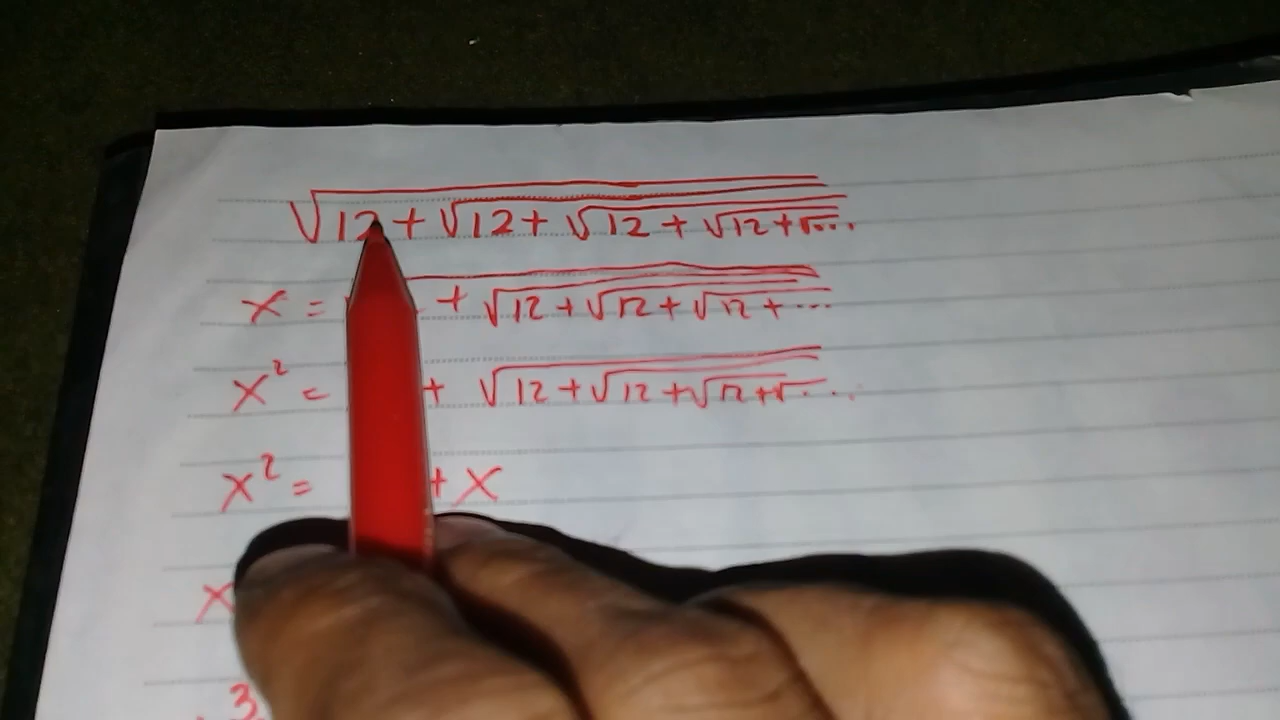 √12+√12+√12+√12+√...
x = + √12+√12+√12+...
x² = + √12+√12+√12+√...
x² = + x
x
3